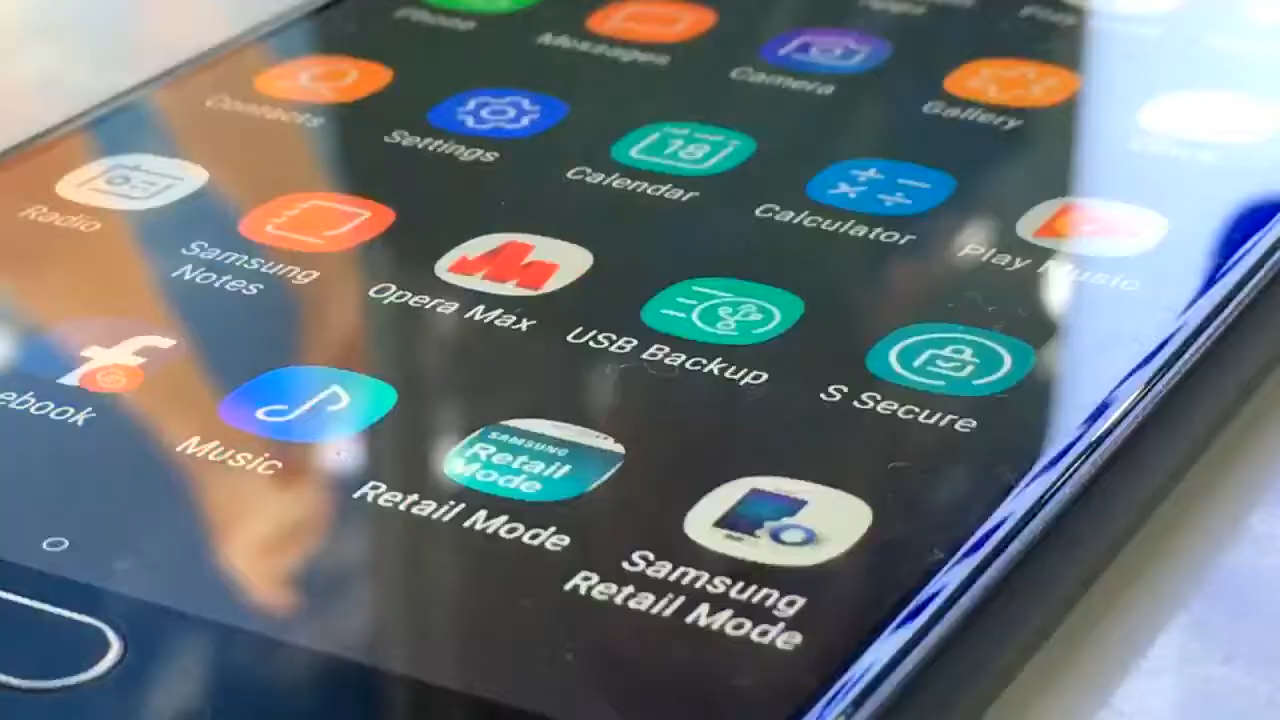 Phone
Messages
Camera
Gallery
Contacts
Settings
18
Calendar
Calculator
Play Music
Radio
Samsung
Notes
Opera Max
USB Backup
S Secure
ebook
Music
SAMSUNG
Retail
Mode
Retail Mode
Samsung
Retail Mode